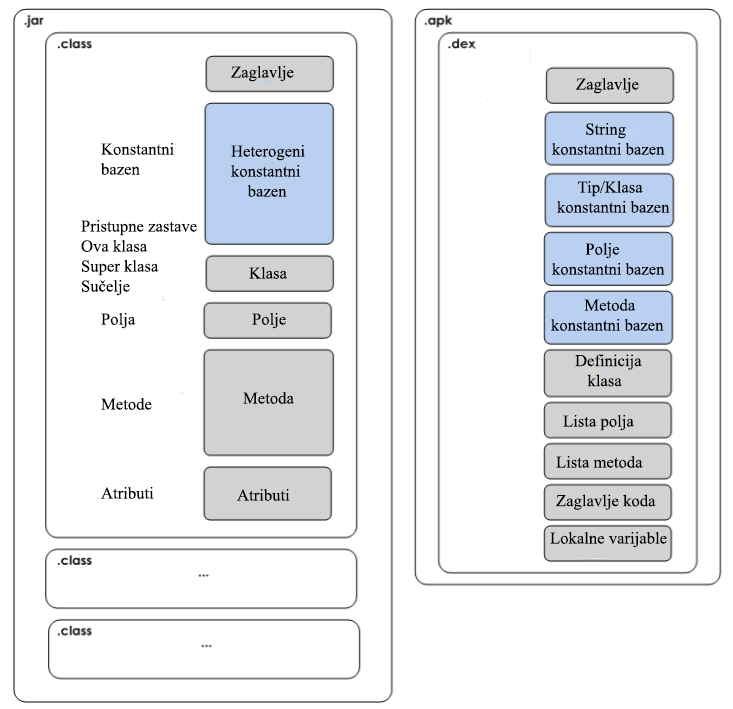 .jar
.class
Zaglavlje
Konstantni
bazen
Heterogeni
konstantni
bazen
Pristupne zastave
Ova klasa
Super klasa
Sučelje
Klasa
Polja
Polje
Metode
Metoda
Atributi
Atributi
.class
...
.class
...
.apk
.dex
Zaglavlje
String
konstantni bazen
Tip/Klasa
konstantni bazen
Polje
konstantni bazen
Metoda
konstantni bazen
Definicija
klasa
Lista polja
Lista metoda
Zaglavlje koda
Lokalne varijable